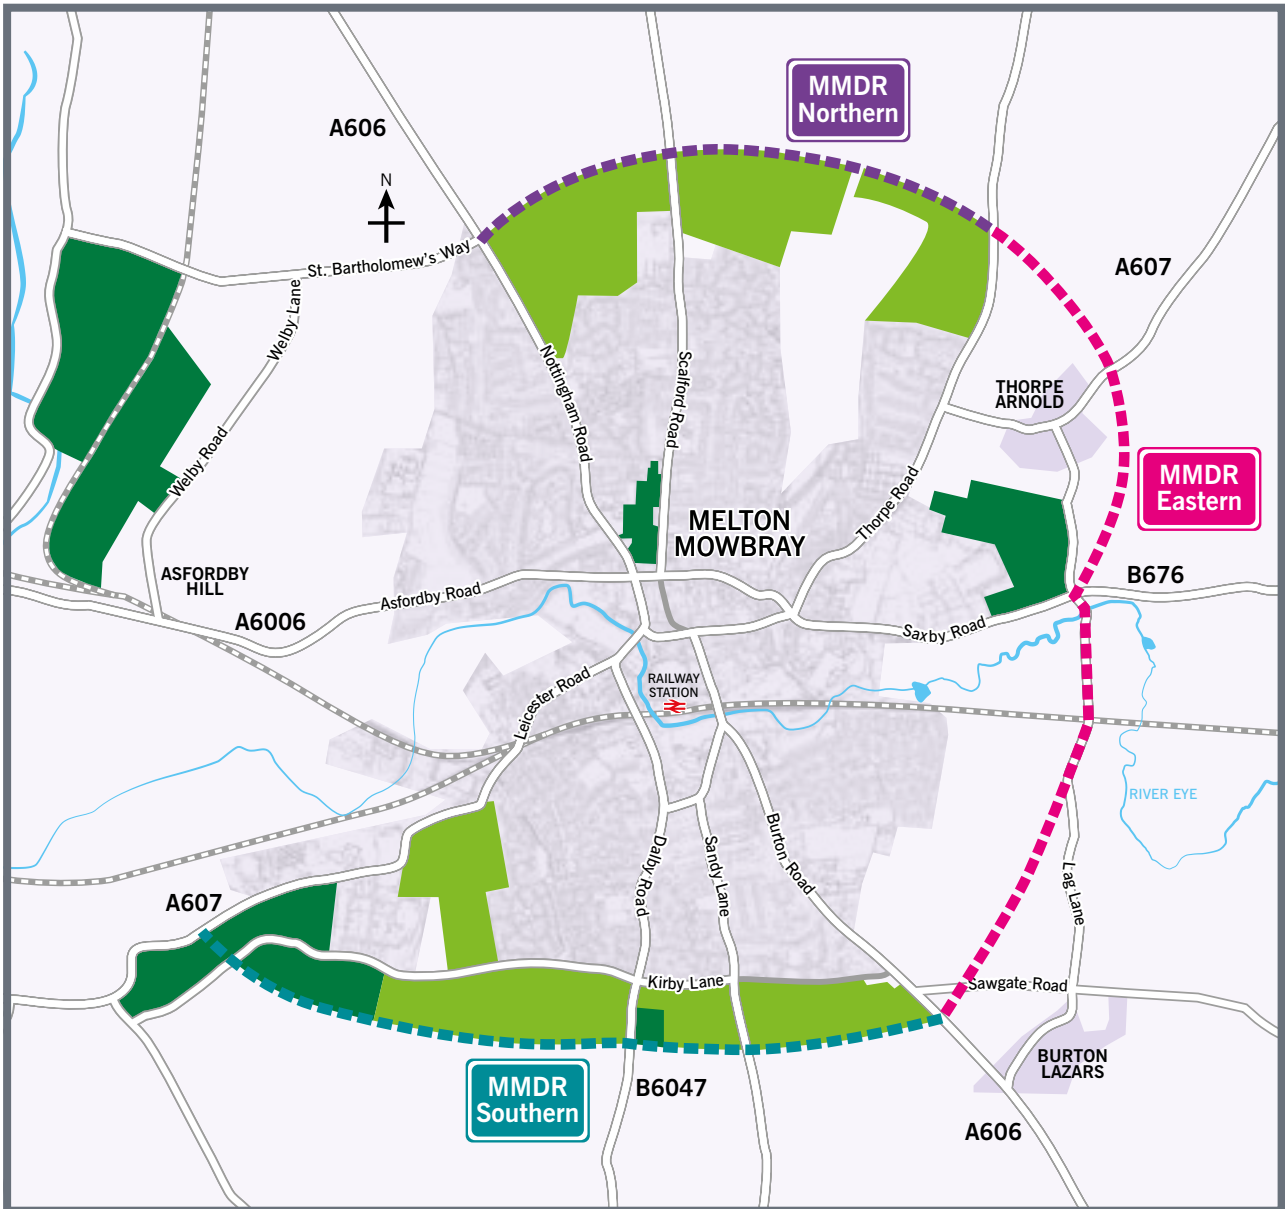 MMDR
Northern
A606
N
St. Bartholomew's Way
A607
Welby Lane
Nottingham Road
Scalford Road
THORPE
ARNOLD
Welby Road
Thorpe Road
MMDR
Eastern
MELTON
MOWBRAY
ASFORDBY
HILL
B676
A6006
Asfordby Road
Saxby Road
RAILWAY
STATION
Leicester Road
RIVER EYE
Burton Road
Dalby Road
Sandy Lane
Lag Lane
A607
Kirby Lane
Sawgate Road
BURTON
LAZARS
MMDR
Southern
B6047
A606